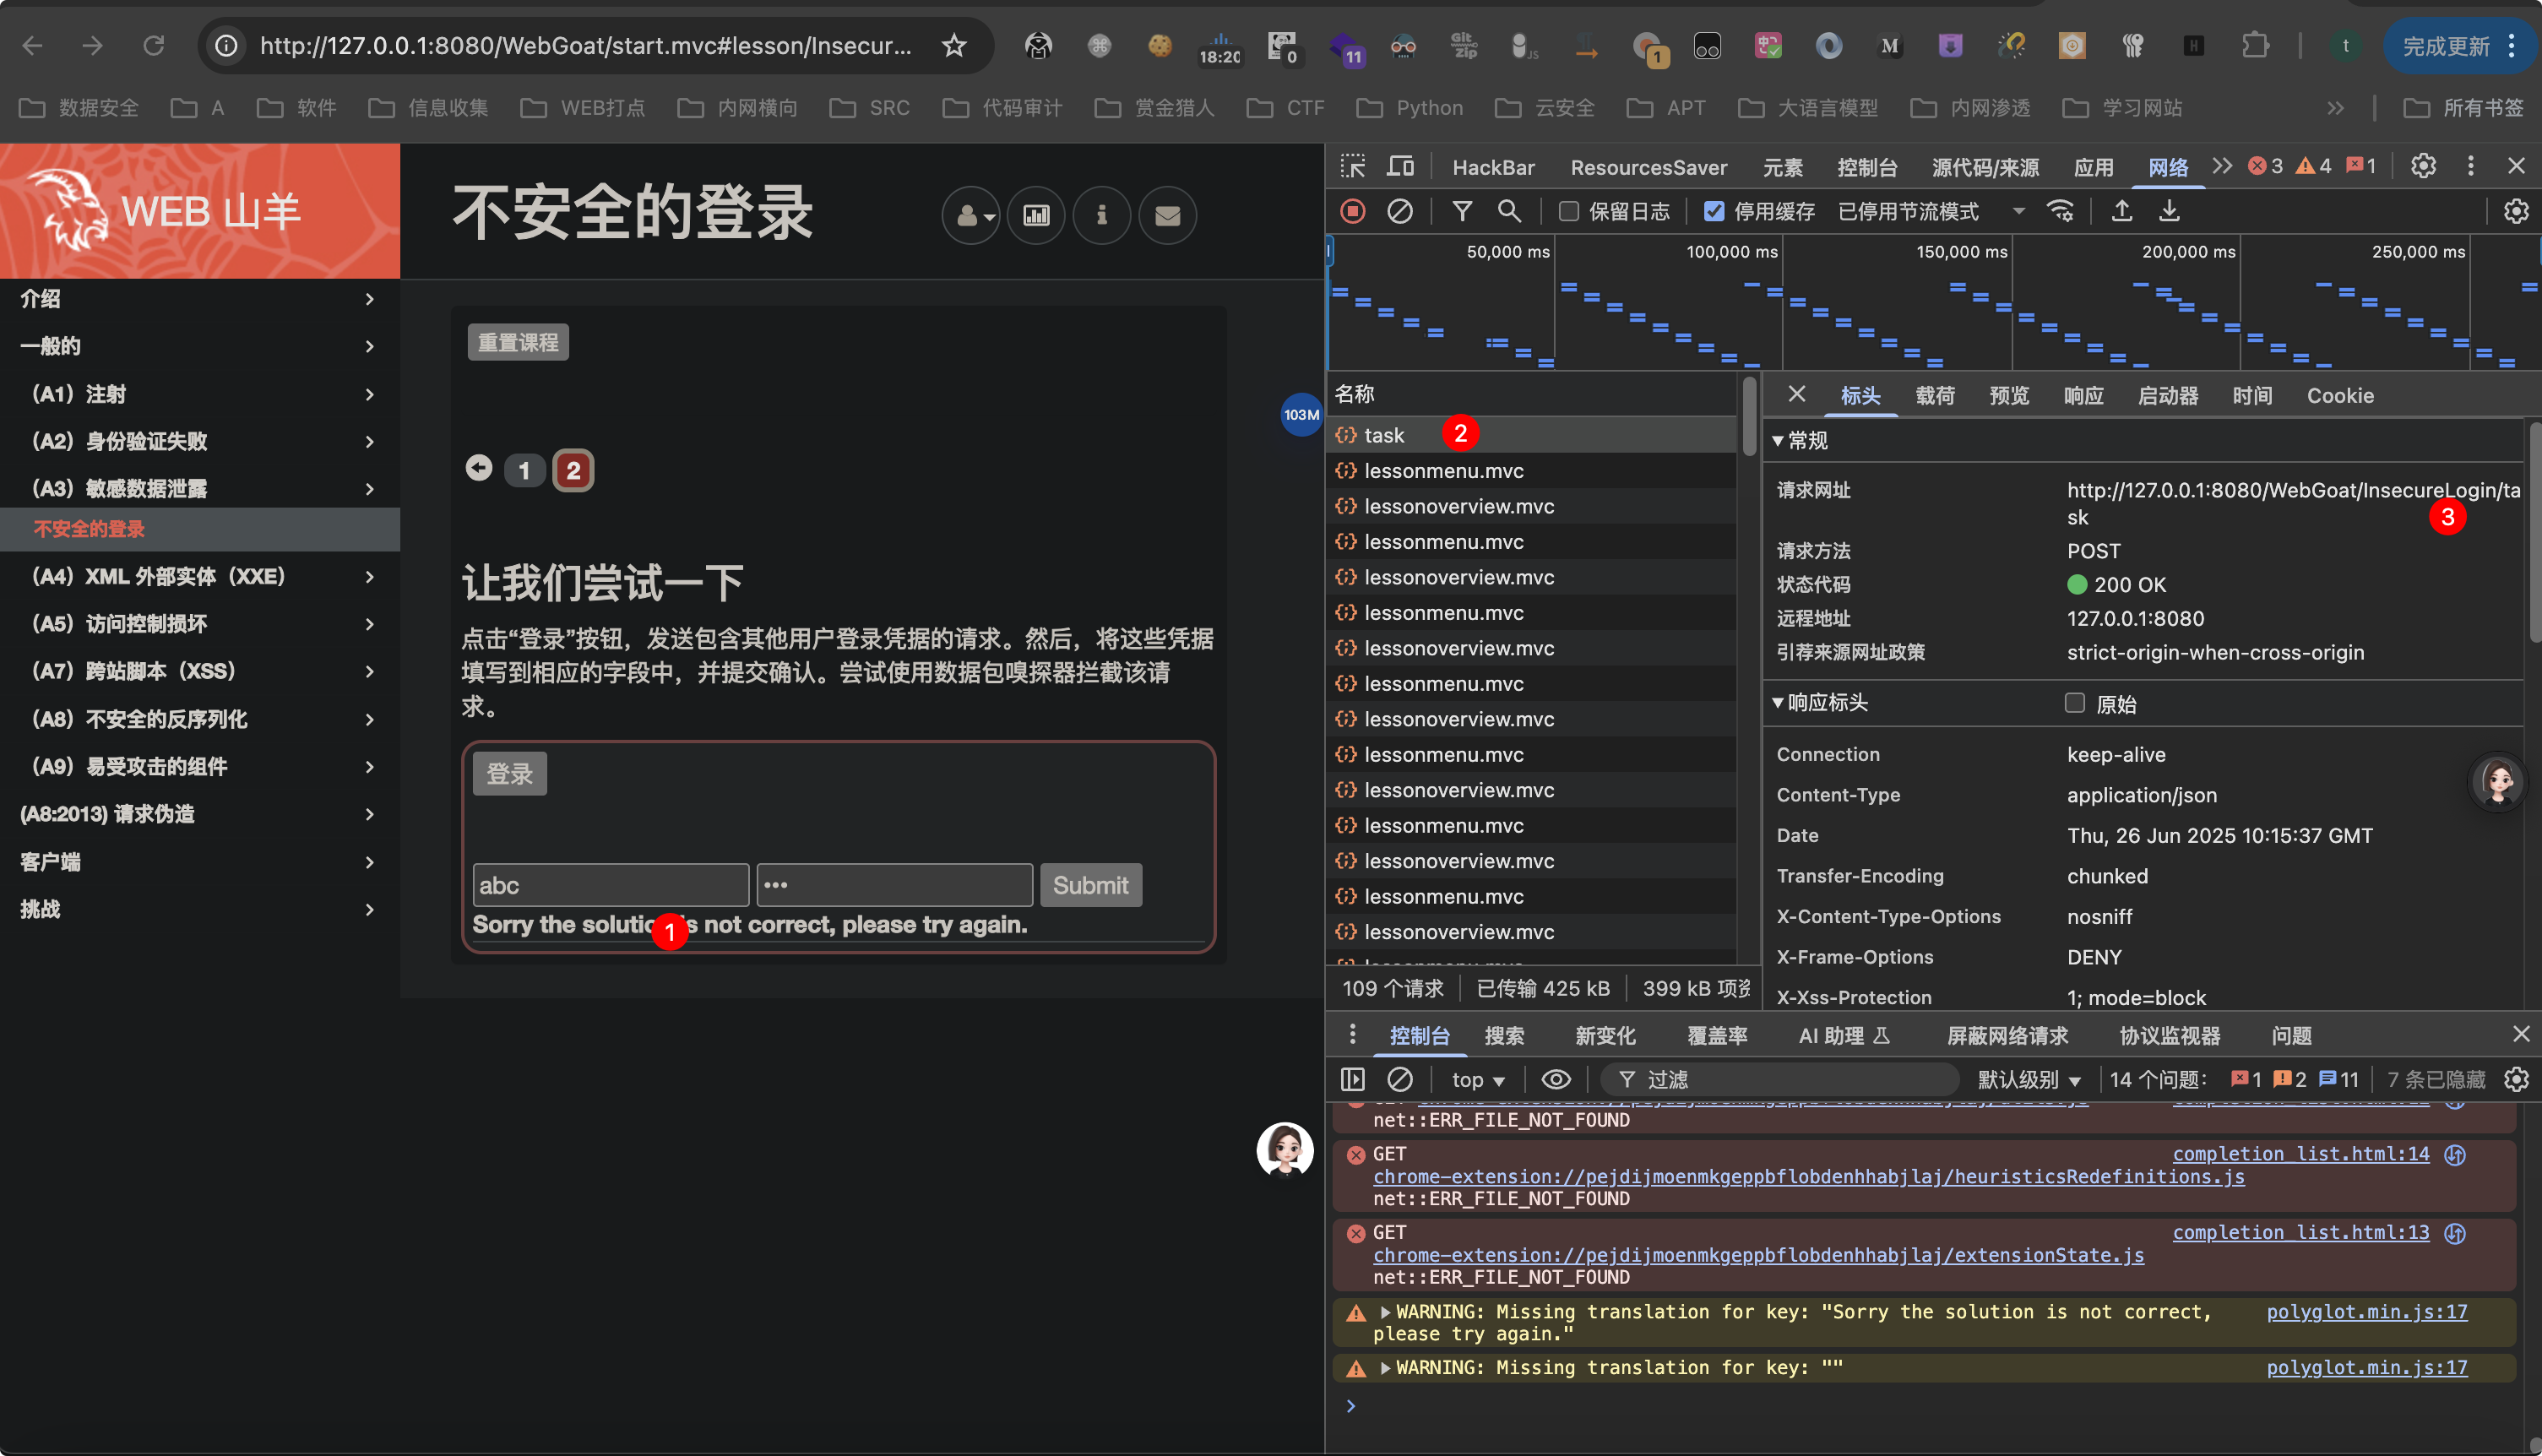 http://127.0.0.1:8080/WebGoat/start.mvc#lesson/Insecur...
18:20
0
11
Git Zip
JS
1
M
H
t
完成更新
数据安全
A
软件
信息收集
WEB打点
内网横向
SRC
代码审计
赏金猎人
CTF
Python
云安全
APT
大语言模型
内网渗透
学习网站
所有书签
WEB 山羊
介绍
一般的
(A1) 注射
(A2) 身份验证失败
(A3) 敏感数据泄露
不安全的登录
(A4) XML 外部实体 (XXE)
(A5) 访问控制损坏
(A7) 跨站脚本 (XSS)
(A8) 不安全的反序列化
(A9) 易受攻击的组件
(A8:2013) 请求伪造
客户端
挑战
不安全的登录
重置课程
1
2
让我们尝试一下
点击“登录”按钮，发送包含其他用户登录凭据的请求。然后，将这些凭据
填写到相应的字段中，并提交确认。尝试使用数据包嗅探器拦截该请
求。
登录
abc
•••
Submit
Sorry the solution is not correct, please try again.
1
103M
HackBar
ResourcesSaver
元素
控制台
源代码/来源
应用
网络
3
4
1
保留日志
停用缓存
已停用节流模式
50,000 ms
100,000 ms
150,000 ms
200,000 ms
250,000 ms
名称
task
2
lessonmenu.mvc
lessonoverview.mvc
lessonmenu.mvc
lessonoverview.mvc
lessonmenu.mvc
lessonoverview.mvc
lessonmenu.mvc
lessonoverview.mvc
lessonmenu.mvc
lessonoverview.mvc
lessonmenu.mvc
lessonoverview.mvc
lessonmenu.mvc
lessonoverview.mvc
109 个请求
已传输 425 kB
399 kB 项资
标头
载荷
预览
响应
启动器
时间
Cookie
常规
请求网址
http://127.0.0.1:8080/WebGoat/InsecureLogin/ta
sk
3
请求方法
POST
状态代码
200 OK
远程地址
127.0.0.1:8080
引荐来源网址政策
strict-origin-when-cross-origin
响应标头
原始
Connection
keep-alive
Content-Type
application/json
Date
Thu, 26 Jun 2025 10:15:37 GMT
Transfer-Encoding
chunked
X-Content-Type-Options
nosniff
X-Frame-Options
DENY
X-Xss-Protection
1; mode=block
控制台
搜索
新变化
覆盖率
AI 助理
屏蔽网络请求
协议监视器
问题
top
过滤
默认级别
14 个问题：
1
2
11
7 条已隐藏
net::ERR_FILE_NOT_FOUND
GET
completion_list.html:14
chrome-extension://pejdijmoenmkgeppbflobdenhhabjlaj/heuristicsRedefinitions.js
net::ERR_FILE_NOT_FOUND
GET
completion_list.html:13
chrome-extension://pejdijmoenmkgeppbflobdenhhabjlaj/extensionState.js
net::ERR_FILE_NOT_FOUND
WARNING: Missing translation for key: "Sorry the solution is not correct,
polyglot.min.js:17
please try again."
WARNING: Missing translation for key: ""
polyglot.min.js:17